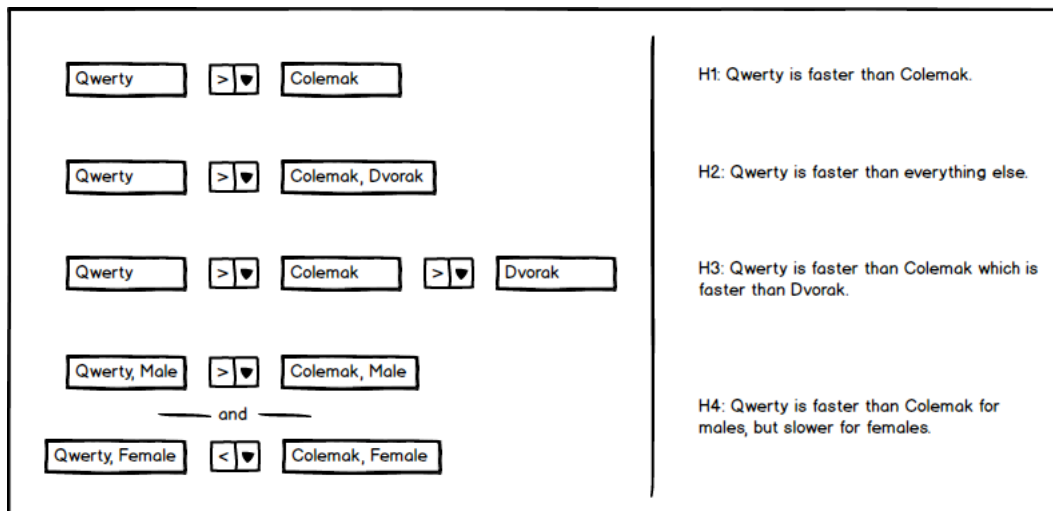 Qwerty > Colemak
H1: Qwerty is faster than Colemak.
Qwerty > Colemak, Dvorak
H2: Qwerty is faster than everything else.
Qwerty > Colemak > Dvorak
H3: Qwerty is faster than Colemak which is
faster than Dvorak.
Qwerty, Male > Colemak, Male
and
Qwerty, Female < Colemak, Female
H4: Qwerty is faster than Colemak for
males, but slower for females.